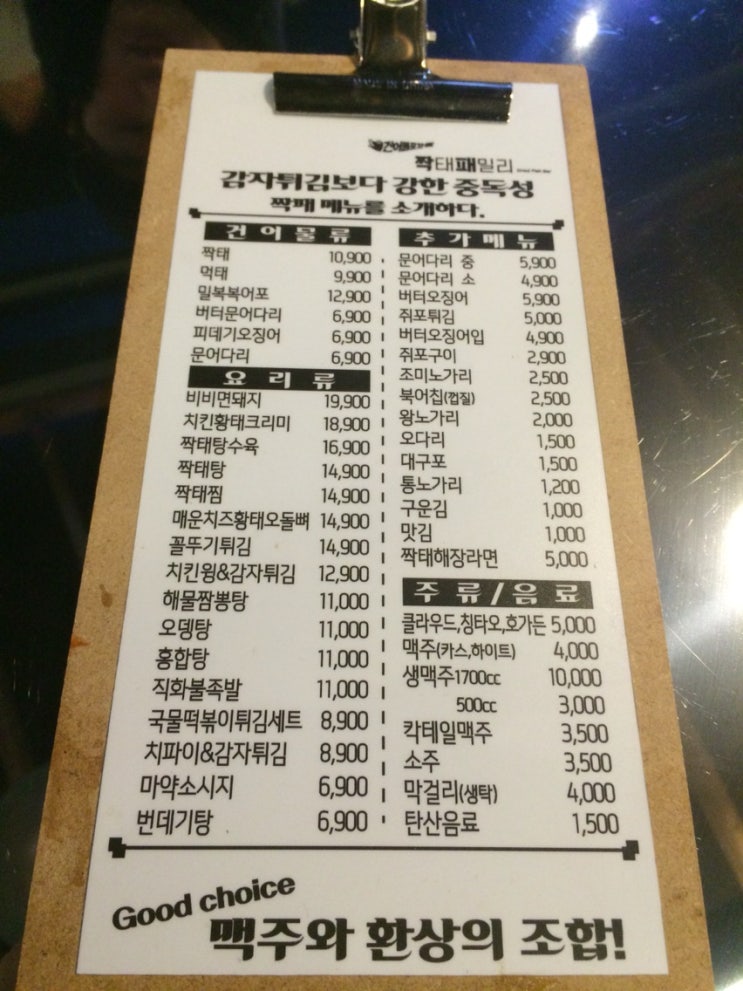 MADE IN CHINA
짝태패밀리
감자튀김보다 강한 중독성
짝패 메뉴를 소개하다.
건어물류
짝태 10,900
먹태 9,900
밀복복어포 12,900
버터문어다리 6,900
피데기오징어 6,900
문어다리 6,900
요리류
비비면돼지 19,900
치킨황태크리미 18,900
짝태탕수육 16,900
짝태탕 14,900
짝태찜 14,900
매운치즈황태오돌뼈 14,900
꼴뚜기튀김 14,900
치킨윙&감자튀김 12,900
해물짬뽕탕 11,000
오뎅탕 11,000
홍합탕 11,000
직화불족발 11,000
국물떡볶이튀김세트 8,900
치파이&감자튀김 8,900
마약소시지 6,900
번데기탕 6,900
추가메뉴
문어다리 중 5,900
문어다리 소 4,900
버터오징어 5,900
쥐포튀김 5,000
버터오징어입 4,900
쥐포구이 2,900
조미노가리 2,500
북어칩(껍질) 2,500
왕노가리 2,000
오다리 1,500
대구포 1,500
통노가리 1,200
구운김 1,000
맛김 1,000
짝태해장라면 5,000
주류/음료
클라우드,칭타오,호가든 5,000
맥주(카스,하이트) 4,000
생맥주1700cc 10,000
500cc 3,000
칵테일맥주 3,500
소주 3,500
막걸리(생탁) 4,000
탄산음료 1,500
Good choice
맥주와 환상의 조합!